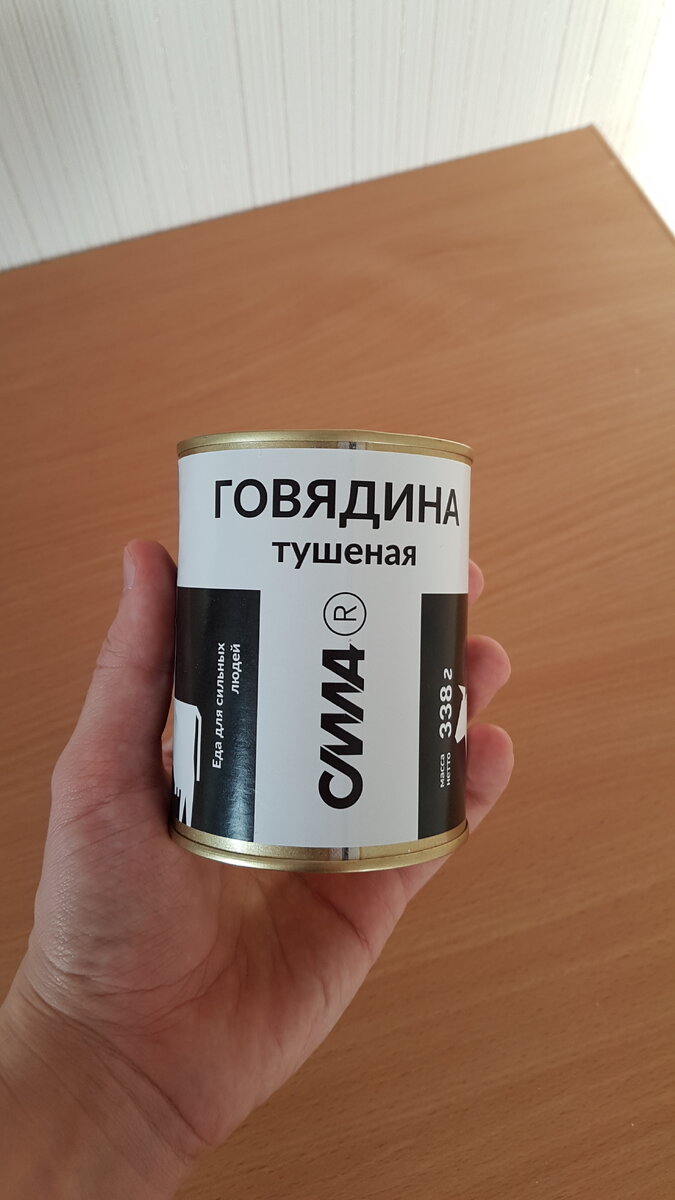 ГОВЯДИНА
тушеная
СИЛА ®
Еда для сильных
людей
масса
нетто 338 г